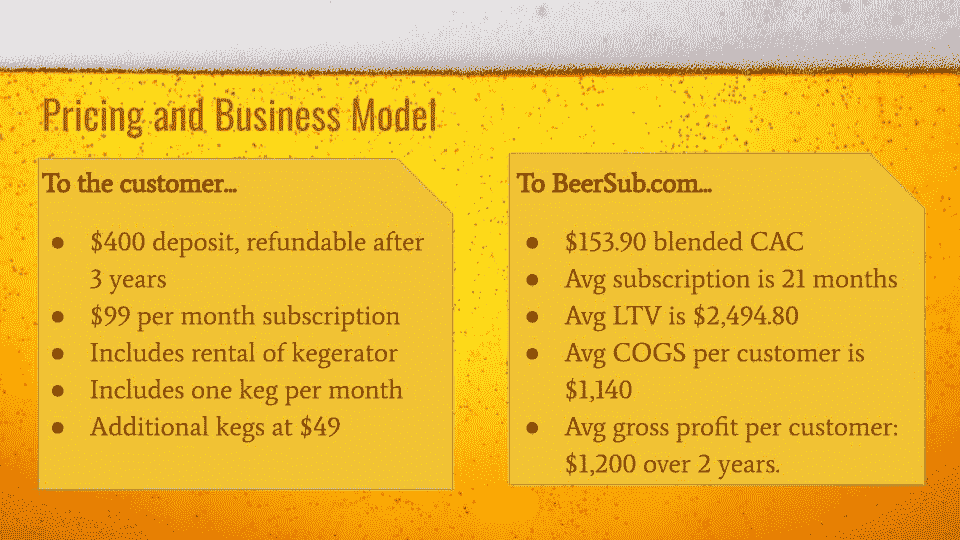 Pricing and Business Model
To the customer...
● $400 deposit, refundable after
3 years
● $99 per month subscription
● Includes rental of kegerator
● Includes one keg per month
● Additional kegs at $49
To BeerSub.com...
● $153.90 blended CAC
● Avg subscription is 21 months
● Avg LTV is $2,494.80
● Avg COGS per customer is
$1,140
● Avg gross profit per customer:
$1,200 over 2 years.